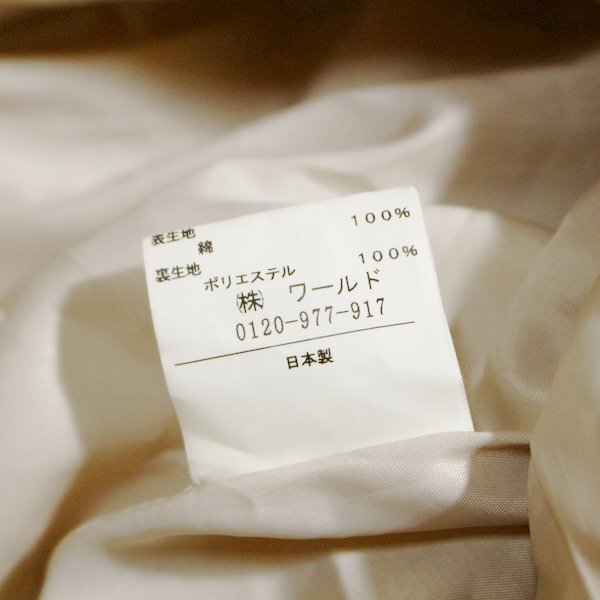 表生地
綿 100%
裏生地
ポリエステル 100%
㈱ ワールド
0120-977-917
日本製